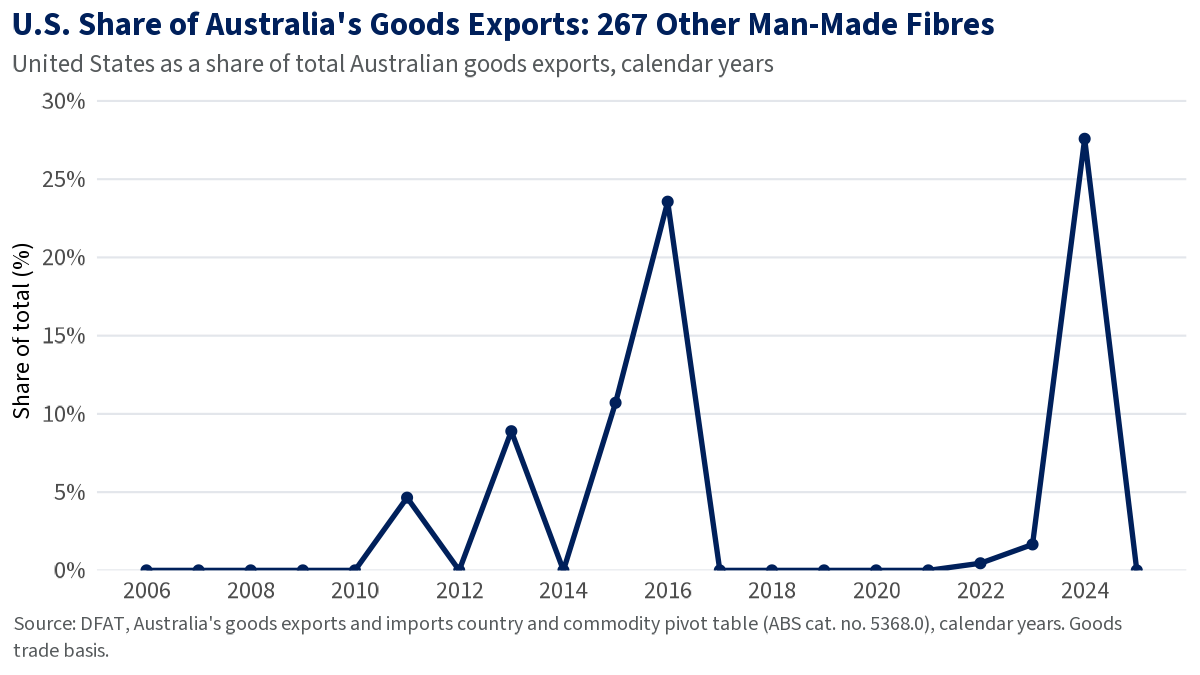 U.S. Share of Australia's Goods Exports: 267 Other Man-Made Fibres
United States as a share of total Australian goods exports, calendar years
Share of total (%)
30%
25%
20%
15%
10%
5%
0%
2006 2008 2010 2012 2014 2016 2018 2020 2022 2024
Source: DFAT, Australia's goods exports and imports country and commodity pivot table (ABS cat. no. 5368.0), calendar years. Goods
trade basis.